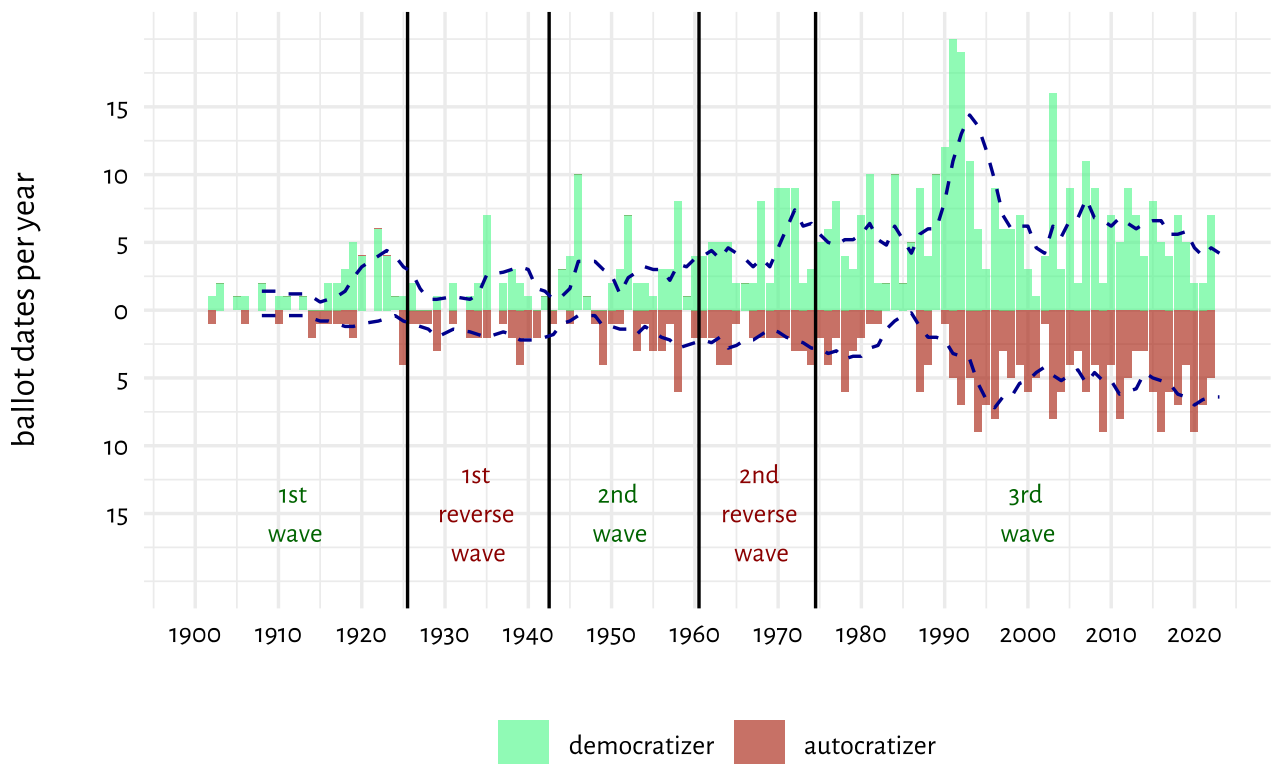 ballot dates per year
15
10
5
0
5
10
15
1st
wave
1st
reverse
wave
2nd
wave
2nd
reverse
wave
3rd
wave
1900 1910 1920 1930 1940 1950 1960 1970 1980 1990 2000 2010 2020
democratizer autocratizer